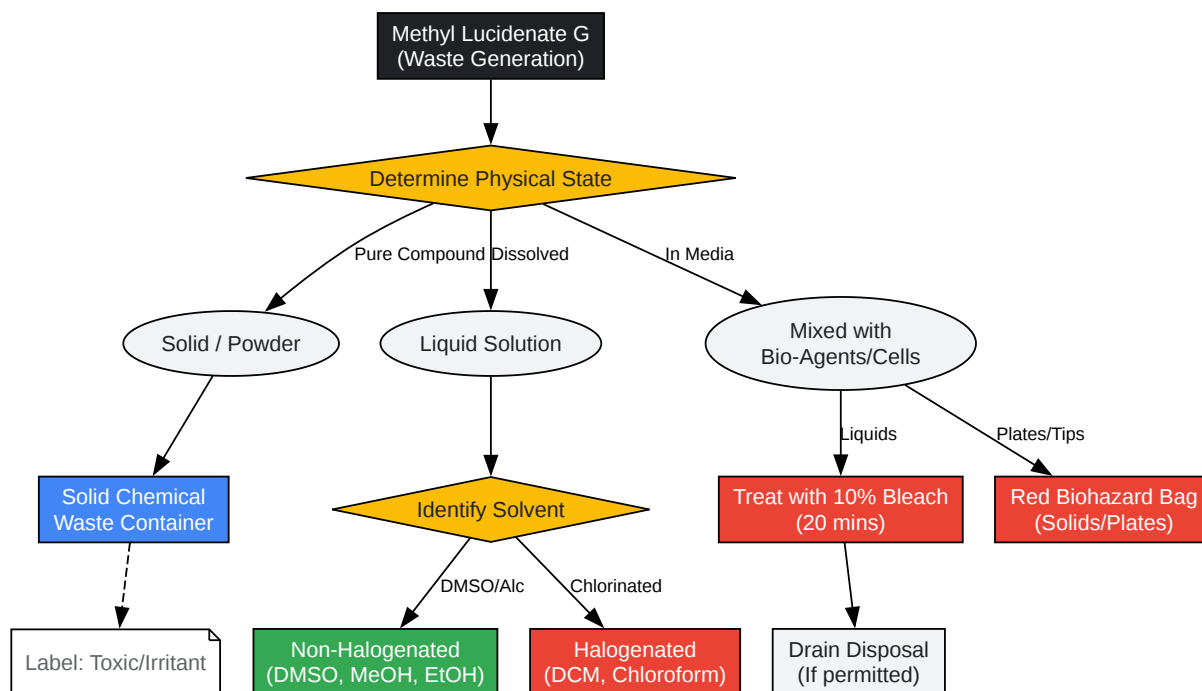 Methyl Lucidenate G
(Waste Generation)
Determine Physical State
Pure Compound
Dissolved
In Media
Solid / Powder
Liquid Solution
Mixed with
Bio-Agents/Cells
Liquids
Plates/Tips
Solid Chemical
Waste Container
Identify Solvent
Treat with 10% Bleach
(20 mins)
Red Biohazard Bag
(Solids/Plates)
DMSO/Alc
Chlorinated
Label: Toxic/Irritant
Non-Halogenated
(DMSO, MeOH, EtOH)
Halogenated
(DCM, Chloroform)
Drain Disposal
(If permitted)